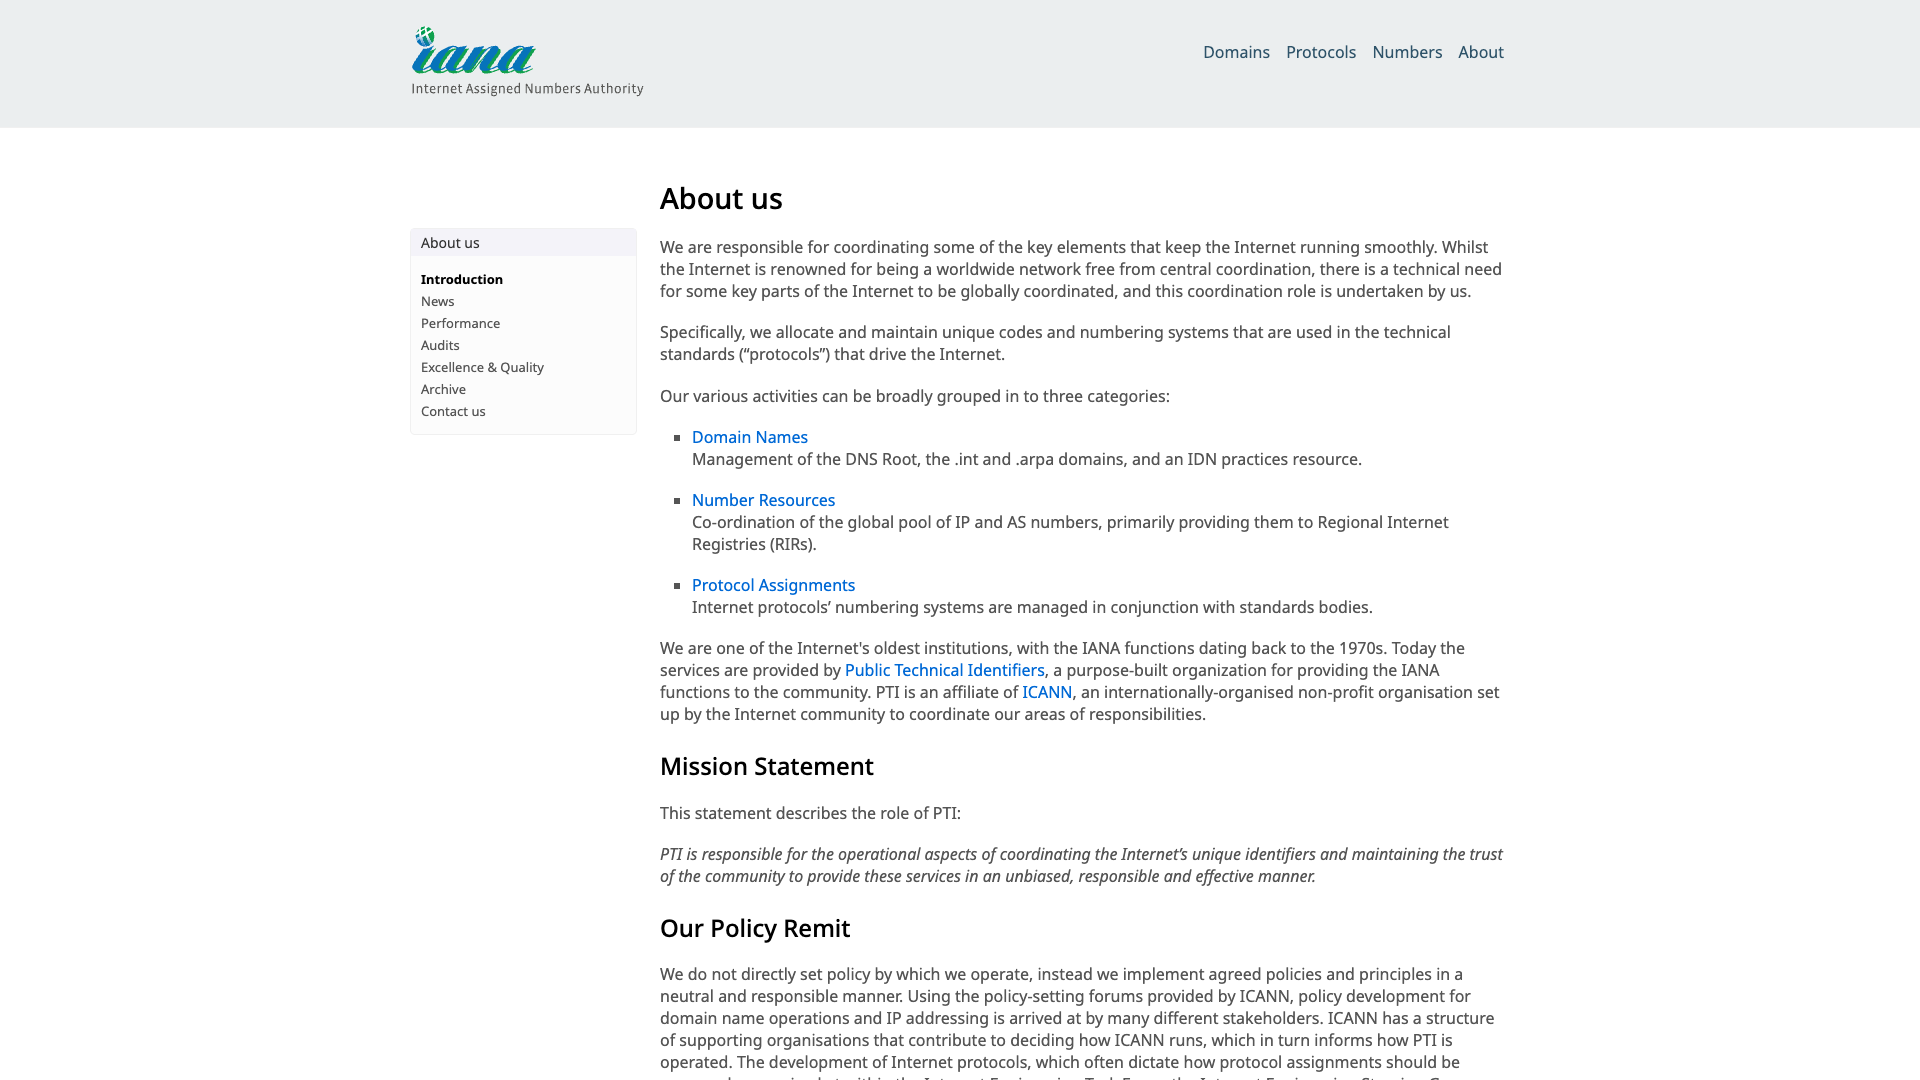 iana
Internet Assigned Numbers Authority
Domains Protocols Numbers About
About us
Introduction
News
Performance
Audits
Excellence & Quality
Archive
Contact us
About us
We are responsible for coordinating some of the key elements that keep the Internet running smoothly. Whilst
the Internet is renowned for being a worldwide network free from central coordination, there is a technical need
for some key parts of the Internet to be globally coordinated, and this coordination role is undertaken by us.
Specifically, we allocate and maintain unique codes and numbering systems that are used in the technical
standards (“protocols”) that drive the Internet.
Our various activities can be broadly grouped in to three categories:
Domain Names
Management of the DNS Root, the .int and .arpa domains, and an IDN practices resource.
Number Resources
Co-ordination of the global pool of IP and AS numbers, primarily providing them to Regional Internet
Registries (RIRs).
Protocol Assignments
Internet protocols’ numbering systems are managed in conjunction with standards bodies.
We are one of the Internet's oldest institutions, with the IANA functions dating back to the 1970s. Today the
services are provided by Public Technical Identifiers, a purpose-built organization for providing the IANA
functions to the community. PTI is an affiliate of ICANN, an internationally-organised non-profit organisation set
up by the Internet community to coordinate our areas of responsibilities.
Mission Statement
This statement describes the role of PTI:
PTI is responsible for the operational aspects of coordinating the Internet’s unique identifiers and maintaining the trust
of the community to provide these services in an unbiased, responsible and effective manner.
Our Policy Remit
We do not directly set policy by which we operate, instead we implement agreed policies and principles in a
neutral and responsible manner. Using the policy-setting forums provided by ICANN, policy development for
domain name operations and IP addressing is arrived at by many different stakeholders. ICANN has a structure
of supporting organisations that contribute to deciding how ICANN runs, which in turn informs how PTI is
operated. The development of Internet protocols, which often dictate how protocol assignments should be